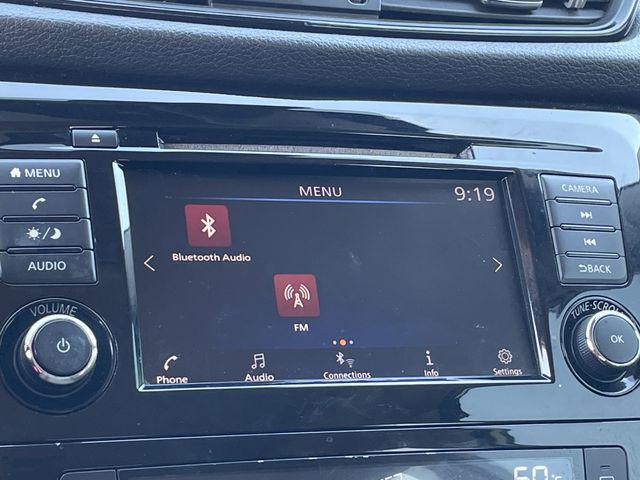 MENU
AUDIO
VOLUME
MENU
9:19
Bluetooth Audio
FM
Phone
Audio
Connections
Info
Settings
CAMERA
BACK
TUNE·SCROLL
OK
60